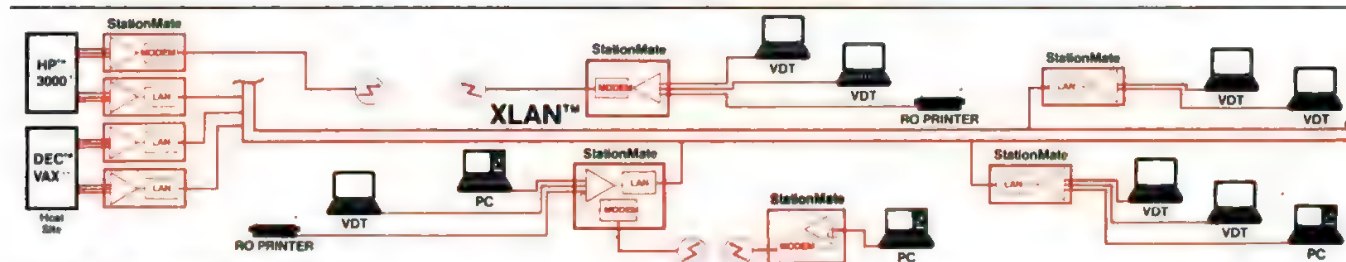 StationMate
HP™
3000
MODEM
LAN
DEC™
VAX
LAN
LAN
Host
Site
XLAN™
StationMate
MODEM
VDT
VDT
RO PRINTER
StationMate
LAN
VDT
VDT
StationMate
LAN
MODEM
PC
VDT
RO PRINTER
StationMate
MODEM
PC
StationMate
LAN
VDT
VDT
PC